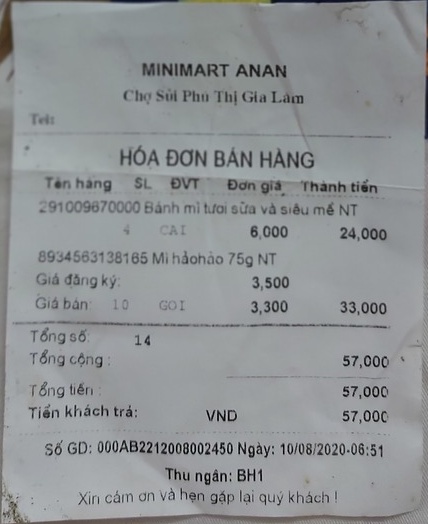 MINIMART ANAN
Chợ Sủi Phú Thị Gia Lâm
Tel:
HÓA ĐƠN BÁN HÀNG
Tên hàng SL ĐVT Đơn giá Thành tiền
291009670000 Bánh mì tươi sữa và siêu mề NT
4 CAI 6,000 24,000
8934563138165 Mì hảohảo 75g NT
Giá đăng ký: 3,500
Giá bán: 10 GOI 3,300 33,000
Tổng số: 14
Tổng cộng : 57,000
Tổng tiền : 57,000
Tiền khách trả: VND 57,000
Số GD: 000AB2212008002450 Ngày: 10/08/2020-06:51
Thu ngân: BH1
Xin cảm ơn và hẹn gặp lại quý khách !